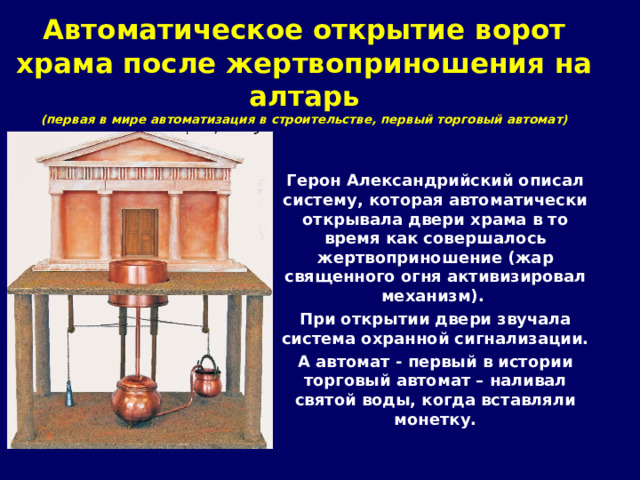 Автоматическое открытие ворот
храма после жертвоприношения на
алтарь
(первая в мире автоматизация в строительстве, первый торговый автомат)
Герон Александрийский описал
систему, которая автоматически
открывала двери храма в то
время как совершалось
жертвоприношение (жар
священного огня активизировал
механизм).
При открытии двери звучала
система охранной сигнализации.
А автомат - первый в истории
торговый автомат – наливал
святой воды, когда вставляли
монетку.